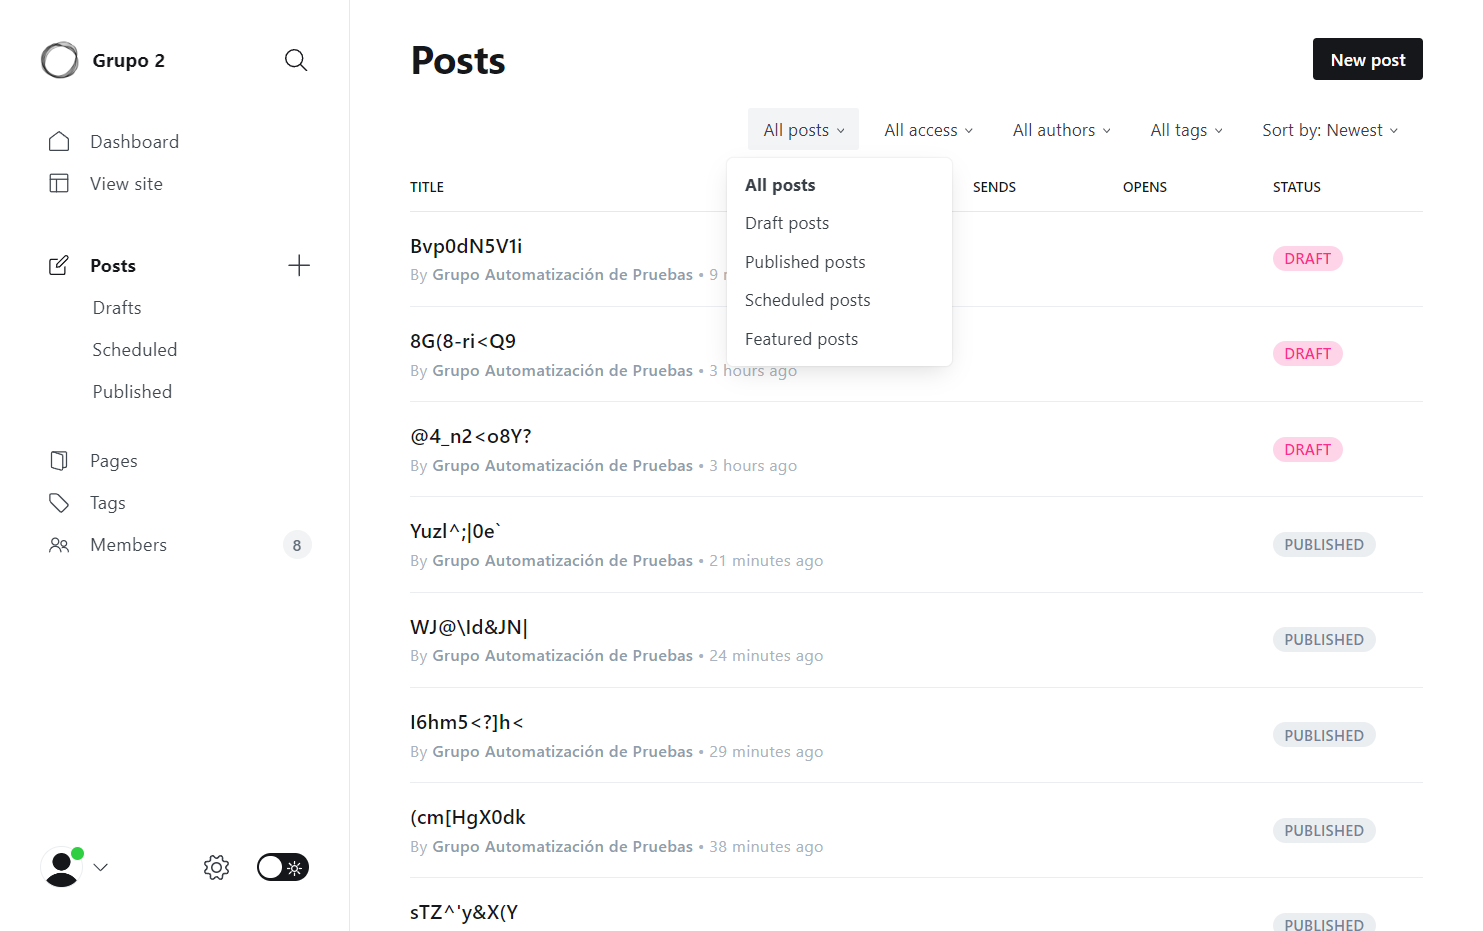 Grupo 2
Dashboard
View site
Posts
Drafts
Scheduled
Published
Pages
Tags
Members
8
Posts
New post
All posts
All access
All authors
All tags
Sort by: Newest
All posts
Draft posts
Published posts
Scheduled posts
Featured posts
TITLE
SENDS
OPENS
STATUS
Bvp0dN5V1i
By Grupo Automatización de Pruebas • 9
DRAFT
8G(8-ri<Q9
By Grupo Automatización de Pruebas • 3 hours ago
DRAFT
@4_n2<o8Y?
By Grupo Automatización de Pruebas • 3 hours ago
DRAFT
Yuzl^;|0e`
By Grupo Automatización de Pruebas • 21 minutes ago
PUBLISHED
WJ@\Id&JN|
By Grupo Automatización de Pruebas • 24 minutes ago
PUBLISHED
I6hm5<?]h<
By Grupo Automatización de Pruebas • 29 minutes ago
PUBLISHED
(cm[HgX0dk
By Grupo Automatización de Pruebas • 38 minutes ago
PUBLISHED
sTZ^'y&X(Y
PUBLISHED